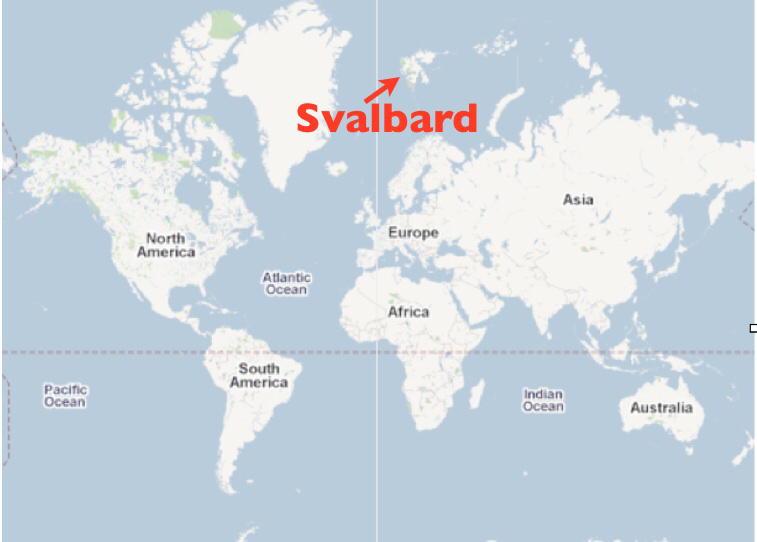 Svalbard
Asia
Europe
North
America
Atlantic
Ocean
Africa
South
America
Pacific
Ocean
Indian
Ocean
Australia